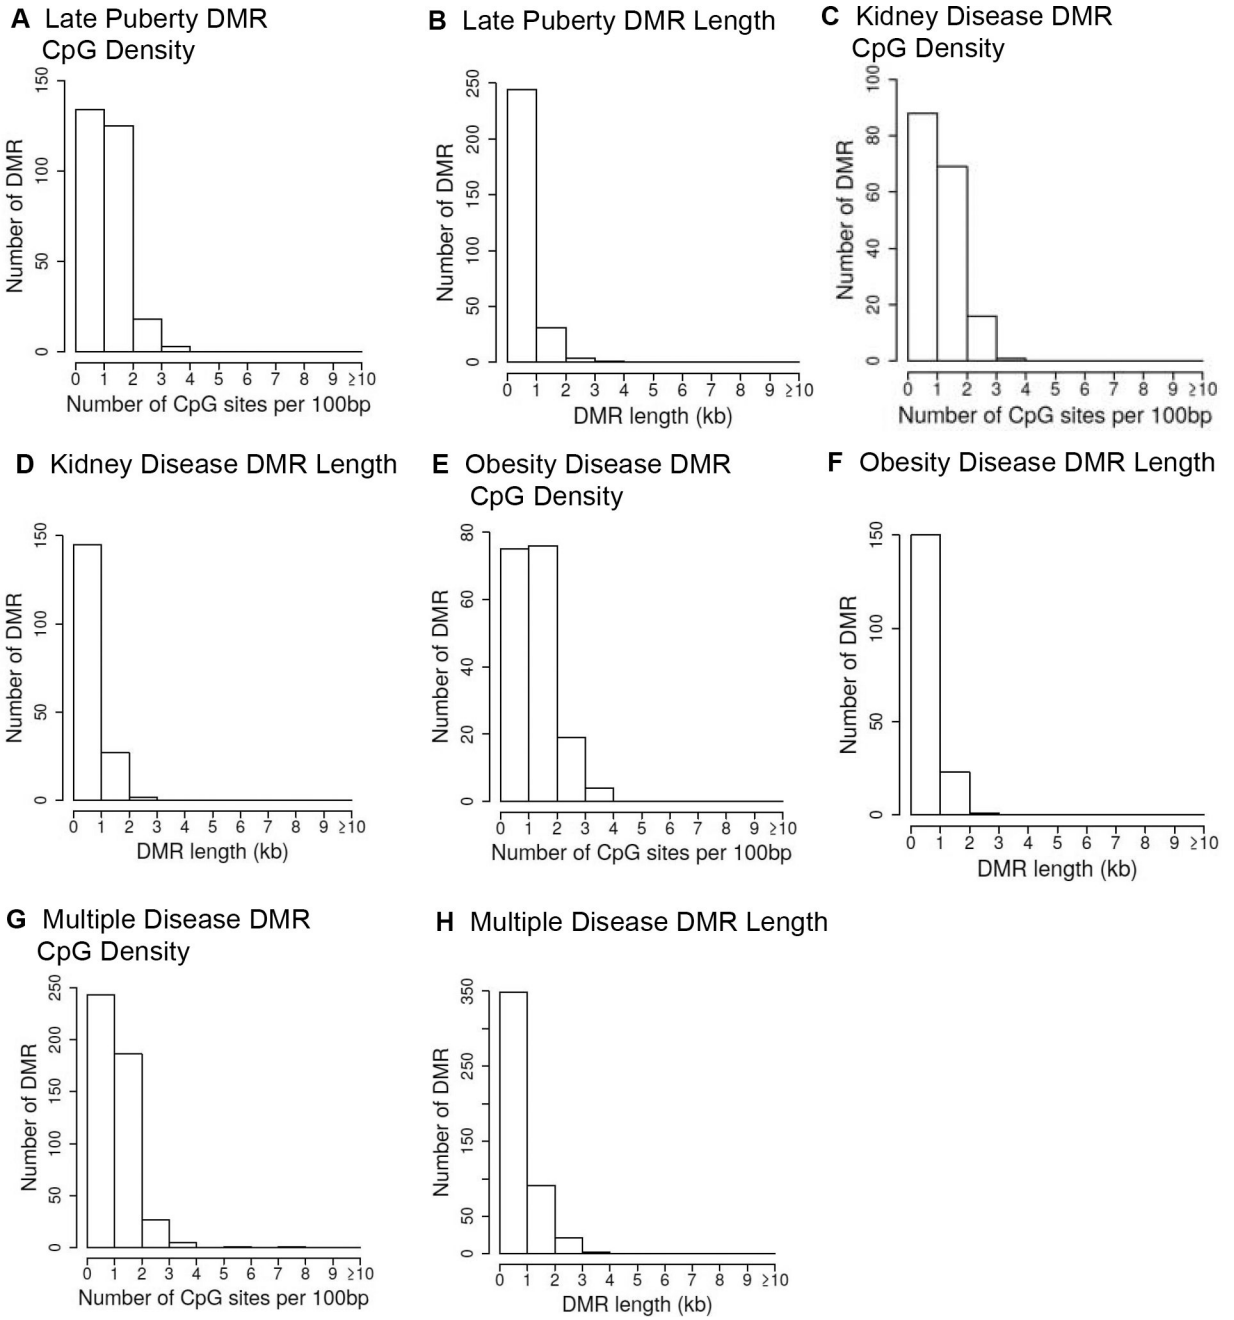 A Late Puberty DMR
CpG Density
150
100
50
0
Number of DMR
0 1 2 3 4 5 6 7 8 9 ≥10
Number of CpG sites per 100bp
B Late Puberty DMR Length
250
200
150
100
50
0
Number of DMR
0 1 2 3 4 5 6 7 8 9 ≥10
DMR length (kb)
C Kidney Disease DMR
CpG Density
100
80
60
40
20
0
Number of DMR
0 1 2 3 4 5 6 7 8 9 ≥10
Number of CpG sites per 100bp
D Kidney Disease DMR Length
150
100
50
0
Number of DMR
0 1 2 3 4 5 6 7 8 9 ≥10
DMR length (kb)
E Obesity Disease DMR
CpG Density
80
60
40
20
0
Number of DMR
0 1 2 3 4 5 6 7 8 9 ≥10
Number of CpG sites per 100bp
F Obesity Disease DMR Length
150
100
50
0
Number of DMR
0 1 2 3 4 5 6 7 8 9 ≥10
DMR length (kb)
G Multiple Disease DMR
CpG Density
250
200
150
100
50
0
Number of DMR
0 1 2 3 4 5 6 7 8 9 ≥10
Number of CpG sites per 100bp
H Multiple Disease DMR Length
350
250
150
50
0
Number of DMR
0 1 2 3 4 5 6 7 8 9 ≥10
DMR length (kb)